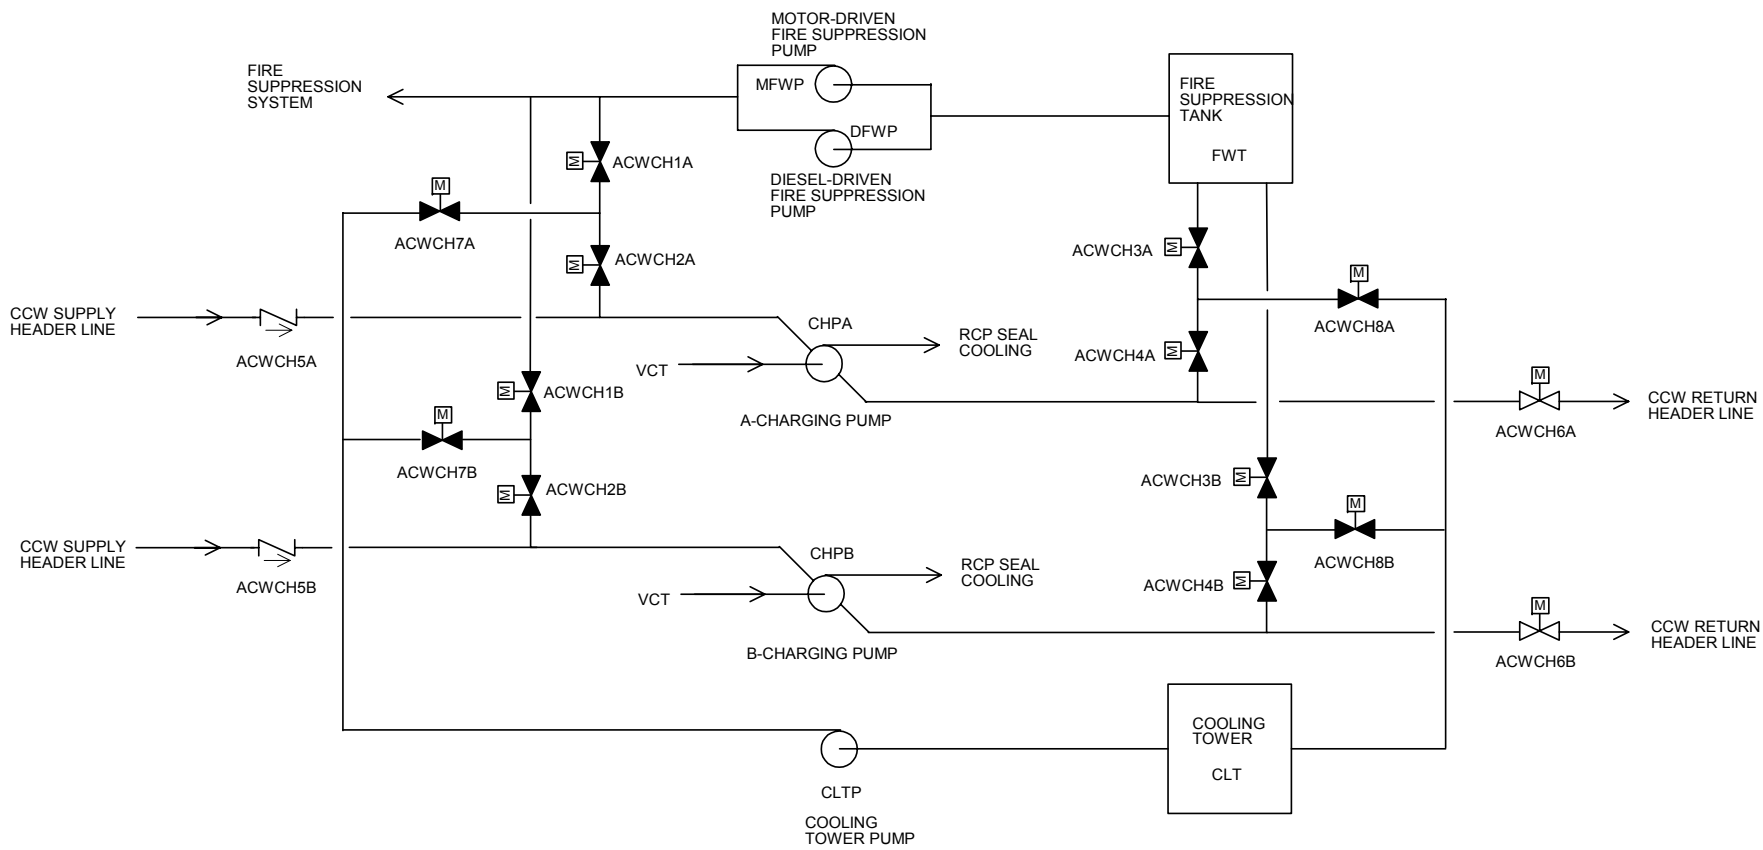 MOTOR-DRIVEN
FIRE SUPPRESSION
PUMP
FIRE
SUPPRESSION
SYSTEM
MFWP
DFWP
DIESEL-DRIVEN
FIRE SUPPRESSION
PUMP
FIRE
SUPPRESSION
TANK
FWT
M
ACWCH1A
M
ACWCH7A
M
ACWCH2A
M
ACWCH3A
M
ACWCH8A
CCW SUPPLY
HEADER LINE
ACWCH5A
CHPA
RCP SEAL
COOLING
VCT
A-CHARGING PUMP
M
ACWCH4A
M
ACWCH6A
CCW RETURN
HEADER LINE
M
ACWCH1B
M
ACWCH7B
M
ACWCH2B
M
ACWCH3B
M
ACWCH8B
CCW SUPPLY
HEADER LINE
ACWCH5B
CHPB
RCP SEAL
COOLING
VCT
B-CHARGING PUMP
M
ACWCH4B
M
ACWCH6B
CCW RETURN
HEADER LINE
COOLING
TOWER
CLT
CLTP
COOLING
TOWER PUMP